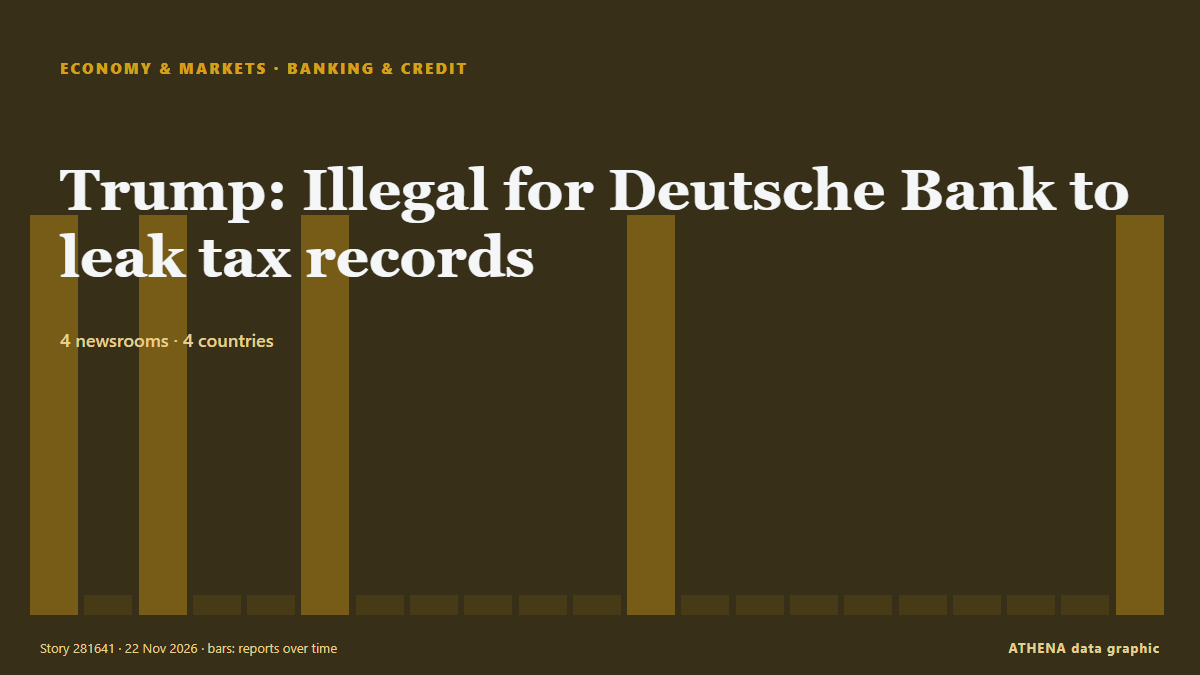 ECONOMY & MARKETS · BANKING & CREDIT
Trump: Illegal for Deutsche Bank to
leak tax records
4 newsrooms · 4 countries
Story 281641 · 22 Nov 2026 · bars: reports over time
ATHENA data graphic